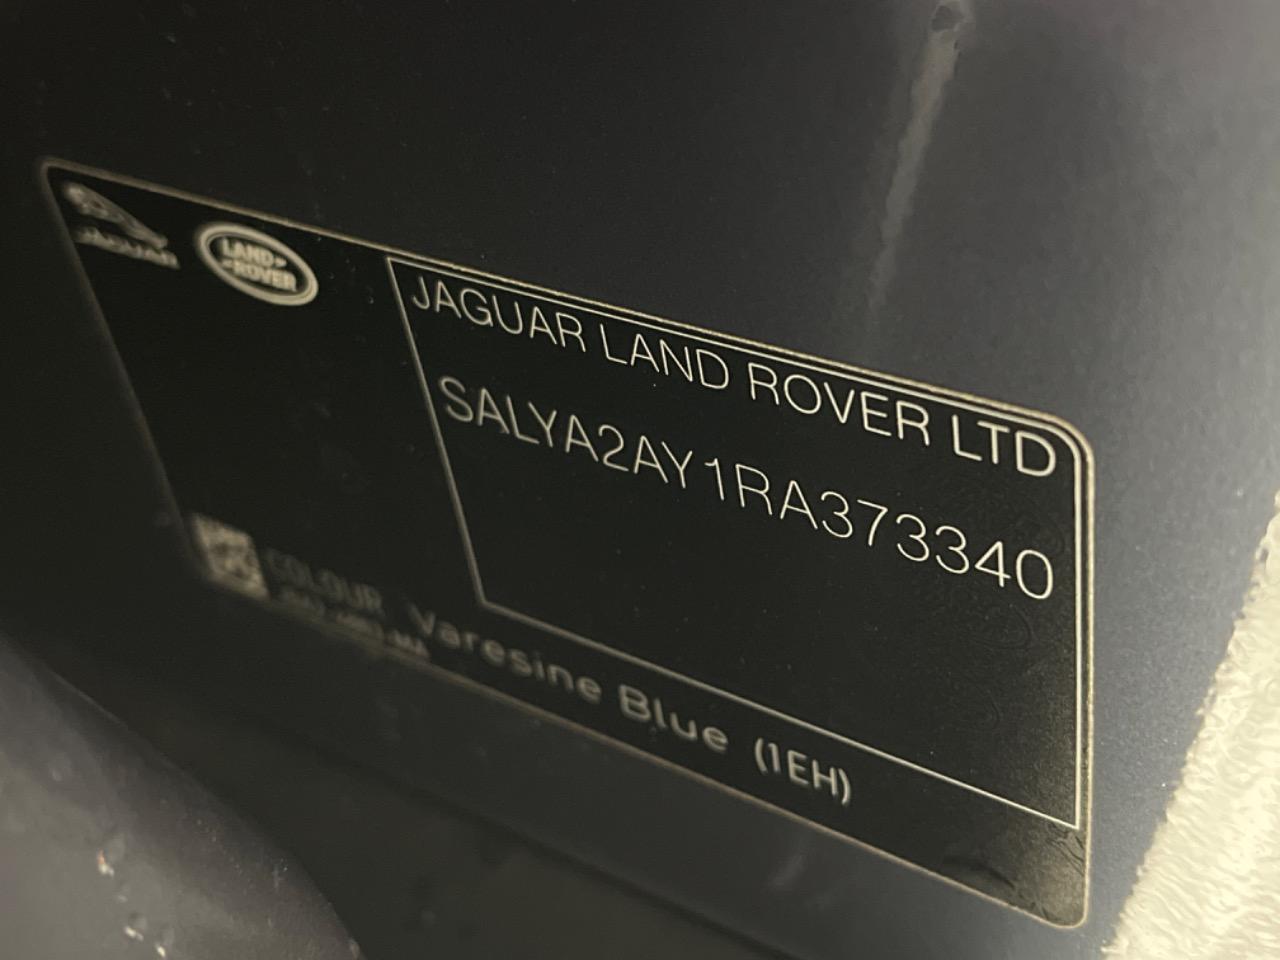 JAGUAR
LAND
ROVER
JAGUAR LAND ROVER LTD
SALYA2AY1RA373340
COLOUR Varesine Blue (1EH)